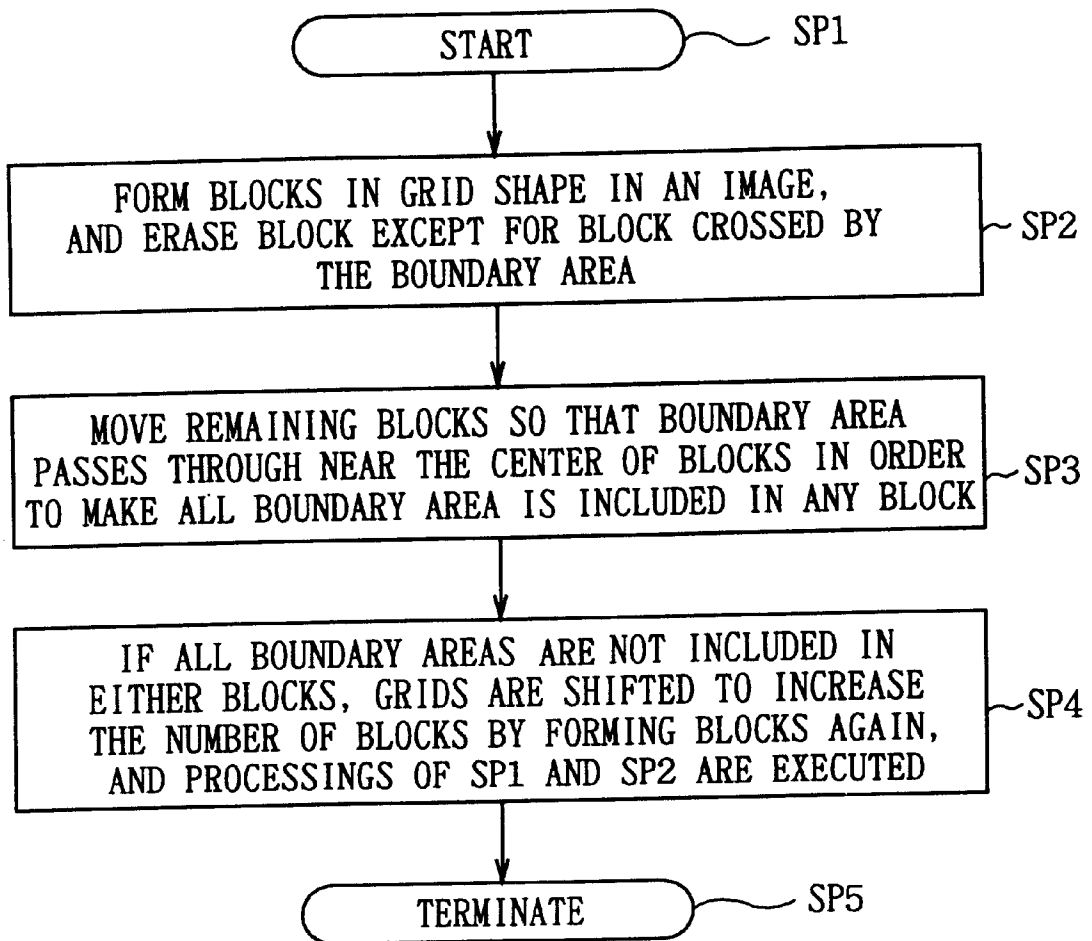 START
SP1
FORM BLOCKS IN GRID SHAPE IN AN IMAGE,
AND ERASE BLOCK EXCEPT FOR BLOCK CROSSED BY
THE BOUNDARY AREA
SP2
MOVE REMAINING BLOCKS SO THAT BOUNDARY AREA
PASSES THROUGH NEAR THE CENTER OF BLOCKS IN ORDER
TO MAKE ALL BOUNDARY AREA IS INCLUDED IN ANY BLOCK
SP3
IF ALL BOUNDARY AREAS ARE NOT INCLUDED IN
EITHER BLOCKS, GRIDS ARE SHIFTED TO INCREASE
THE NUMBER OF BLOCKS BY FORMING BLOCKS AGAIN,
AND PROCESSINGS OF SP1 AND SP2 ARE EXECUTED
SP4
TERMINATE
SP5